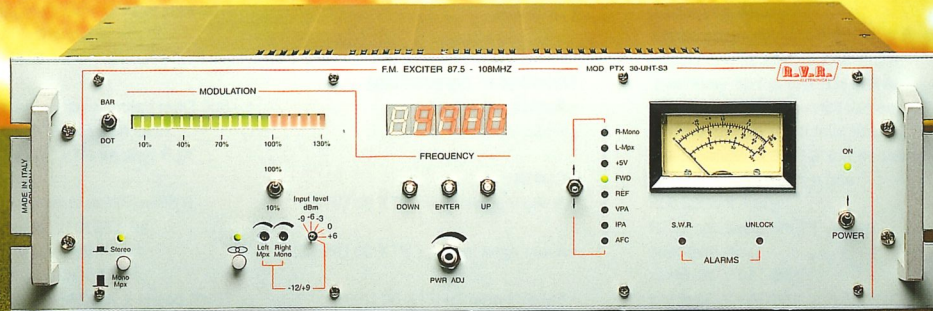 F.M. EXCITER 87.5 - 108MHZ
MOD PTX 30-UHT-S3
R.V.R.
ELETTRONICA
MODULATION
BAR
DOT
10%
40%
70%
100%
130%
9900
FREQUENCY
DOWN
ENTER
UP
PWR ADJ
100%
10%
Input level
dBm
-9
-6
-3
0
+6
Left
Mpx
Right
Mono
-12/+9
Stereo
Mono
Mpx
R-Mono
L-Mpx
+5V
FWD
REF
VPA
IPA
AFC
S.W.R.
UNLOCK
ALARMS
ON
POWER
MADE IN ITALY